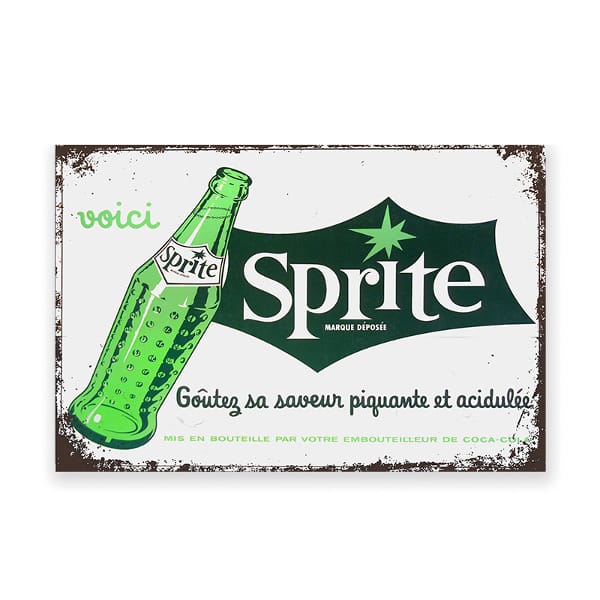 voici
Sprite
Sprite
MARQUE DÉPOSÉE
Goûtez sa saveur piquante et acidulée
MIS EN BOUTEILLE PAR VOTRE EMBOUTEILLEUR DE COCA-COLA